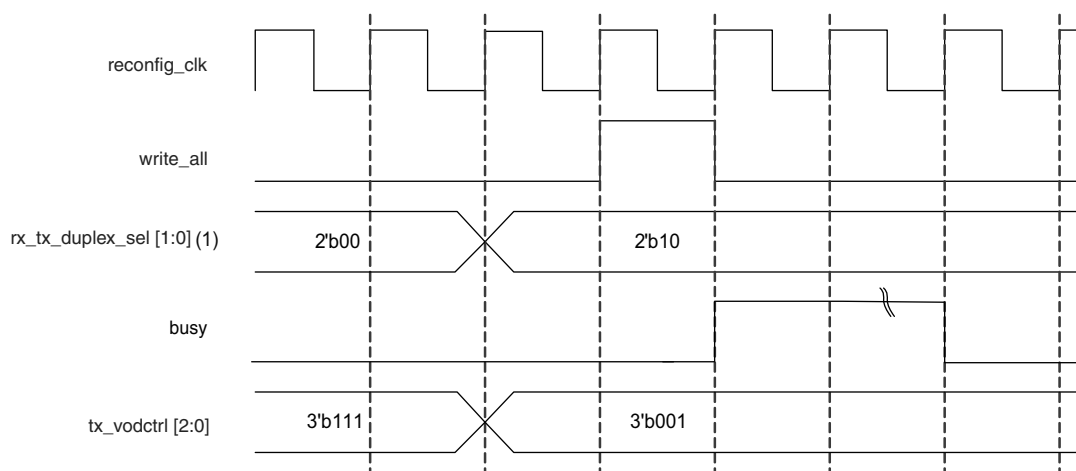 reconfig_clk
write_all
rx_tx_duplex_sel [1:0] (1) 2'b00 2'b10
busy
tx_vodctrl [2:0] 3'b111 3'b001